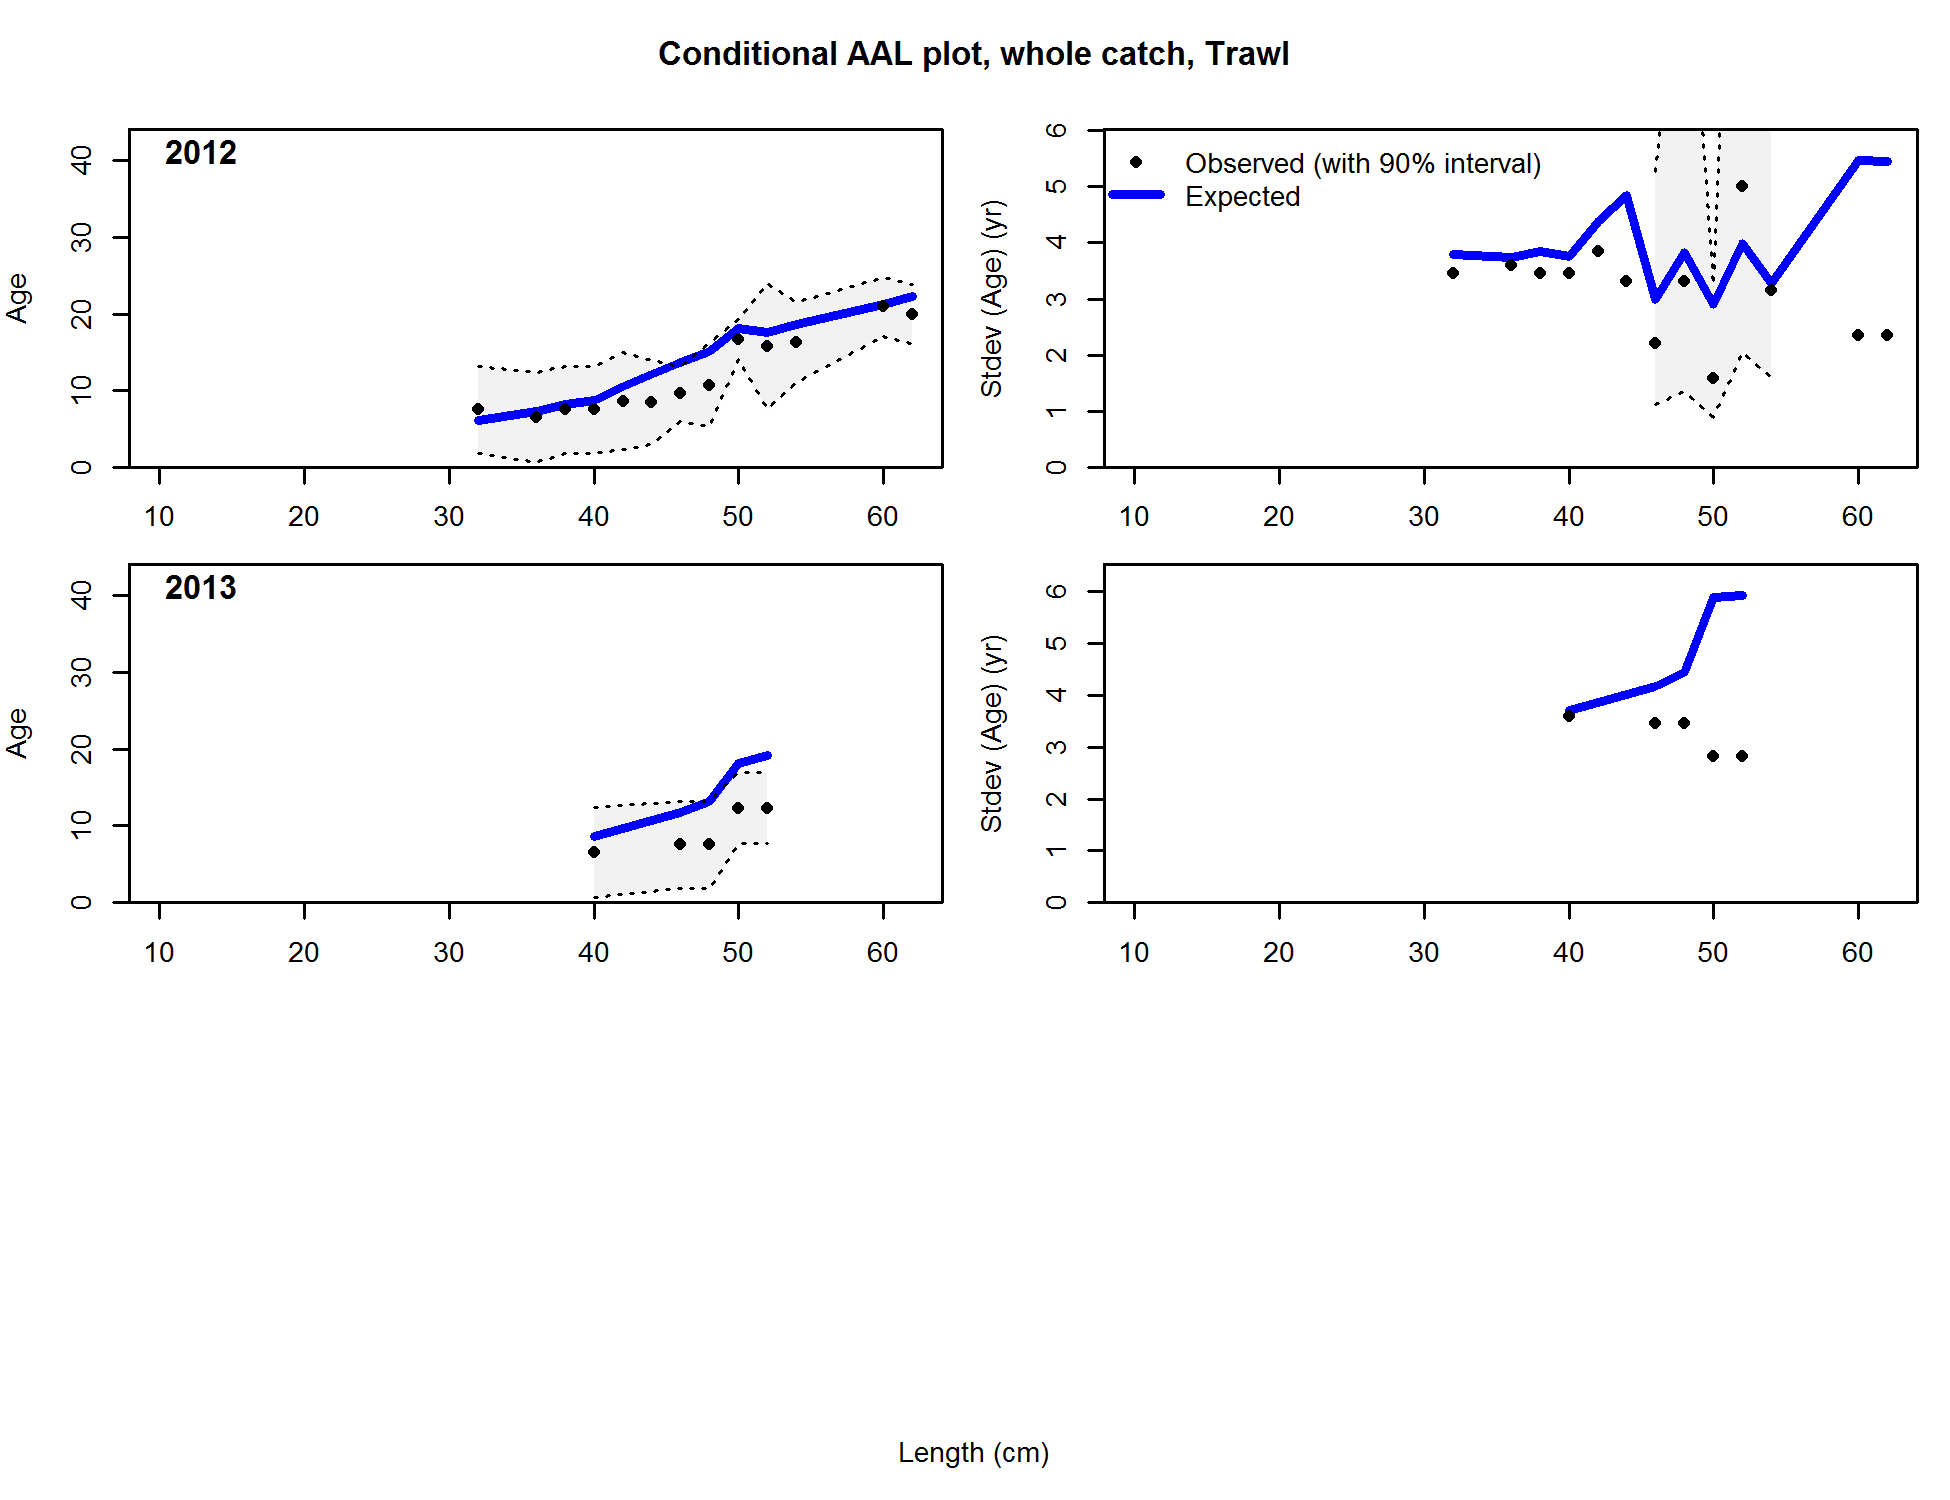 Conditional AAL plot, whole catch, Trawl
2012
Age
0 10 20 30 40
10 20 30 40 50 60
Observed (with 90% interval)
Expected
Stdev (Age) (yr)
0 1 2 3 4 5 6
10 20 30 40 50 60
2013
Age
0 10 20 30 40
10 20 30 40 50 60
Stdev (Age) (yr)
0 1 2 3 4 5 6
10 20 30 40 50 60
Length (cm)